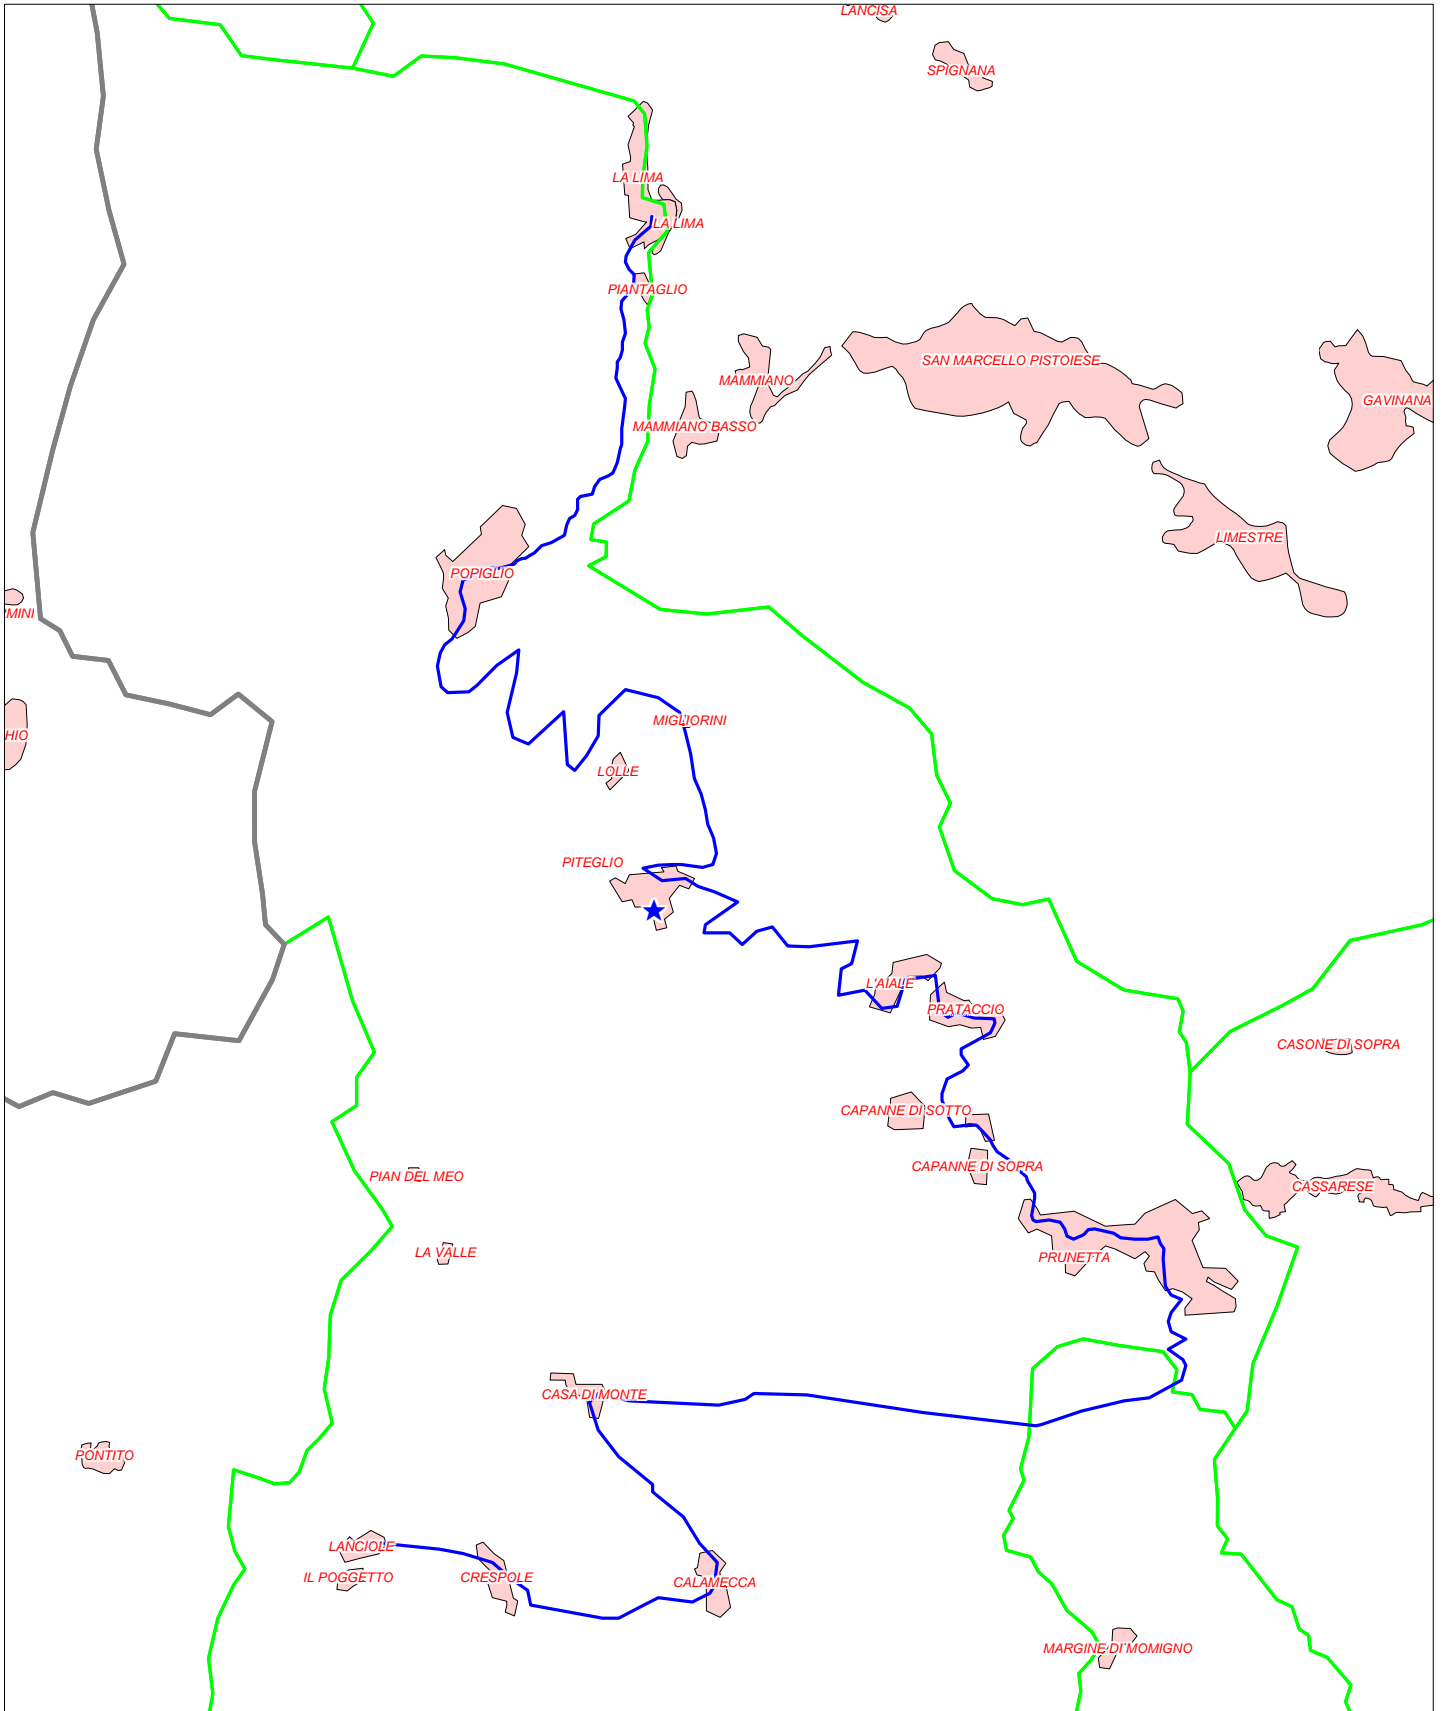 LANCISA
SPIGNANA
LA LIMA
LA LIMA
PIANTAGLIO
SAN MARCELLO PISTOIESE
MAMMIANO
GAVINANA
MAMMIANO BASSO
LIMESTRE
POPIGLIO
RMINI
MIGLIORINI
HIO
LOLLE
PITEGLIO
L'AIALE
PRATACCIO
CASONE DI SOPRA
CAPANNE DI SOTTO
CAPANNE DI SOPRA
PIAN DEL MEO
CASSARESE
LA VALLE
PRUNETTA
CASA DI MONTE
PONTITO
LANCIOLE
IL POGGETTO
CRESPOLE
CALAMECCA
MARGINE DI MOMIGNO